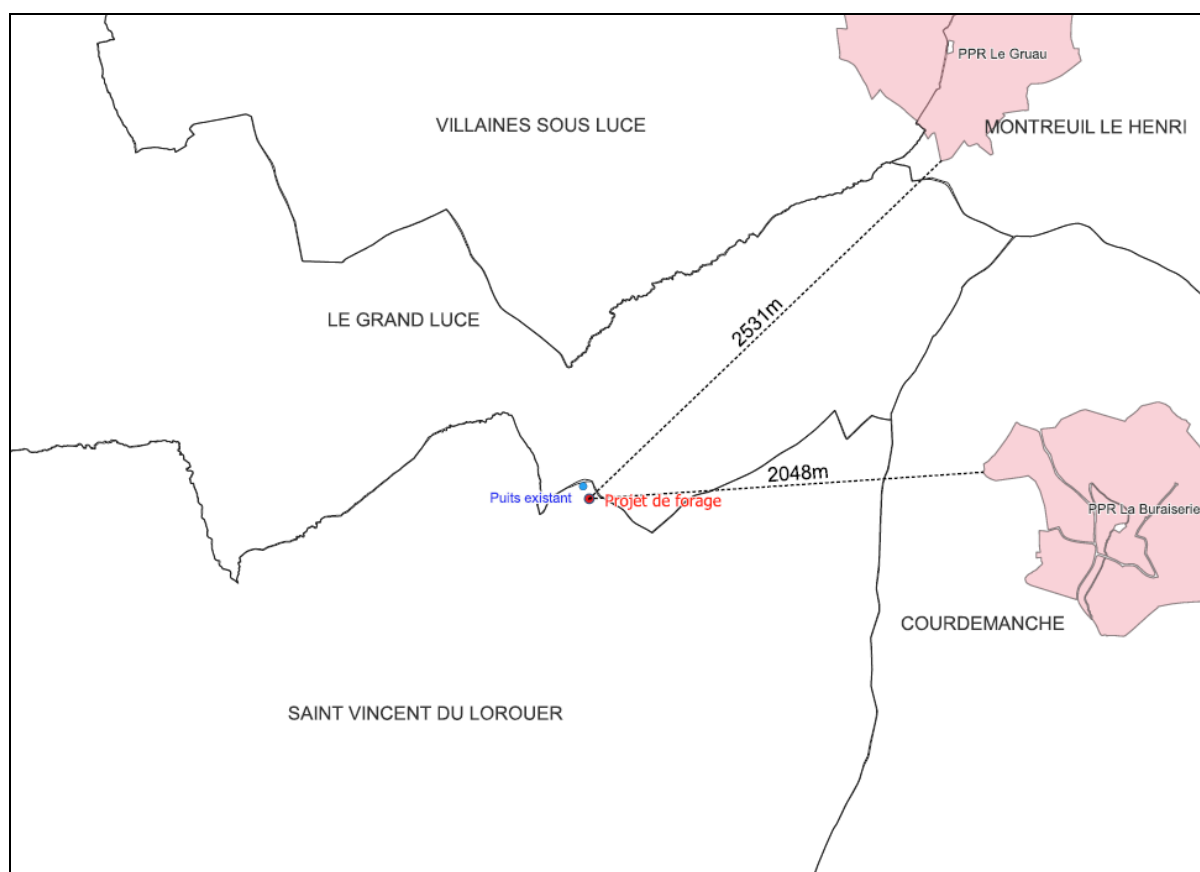 PPR Le Gruau
VILLAINES SOUS LUCE
MONTREUIL LE HENRI
LE GRAND LUCE
2531m
2048m
Puits existant
Projet de forage
PPR La Buraiserie
COURDEMANCHE
SAINT VINCENT DU LOROUER